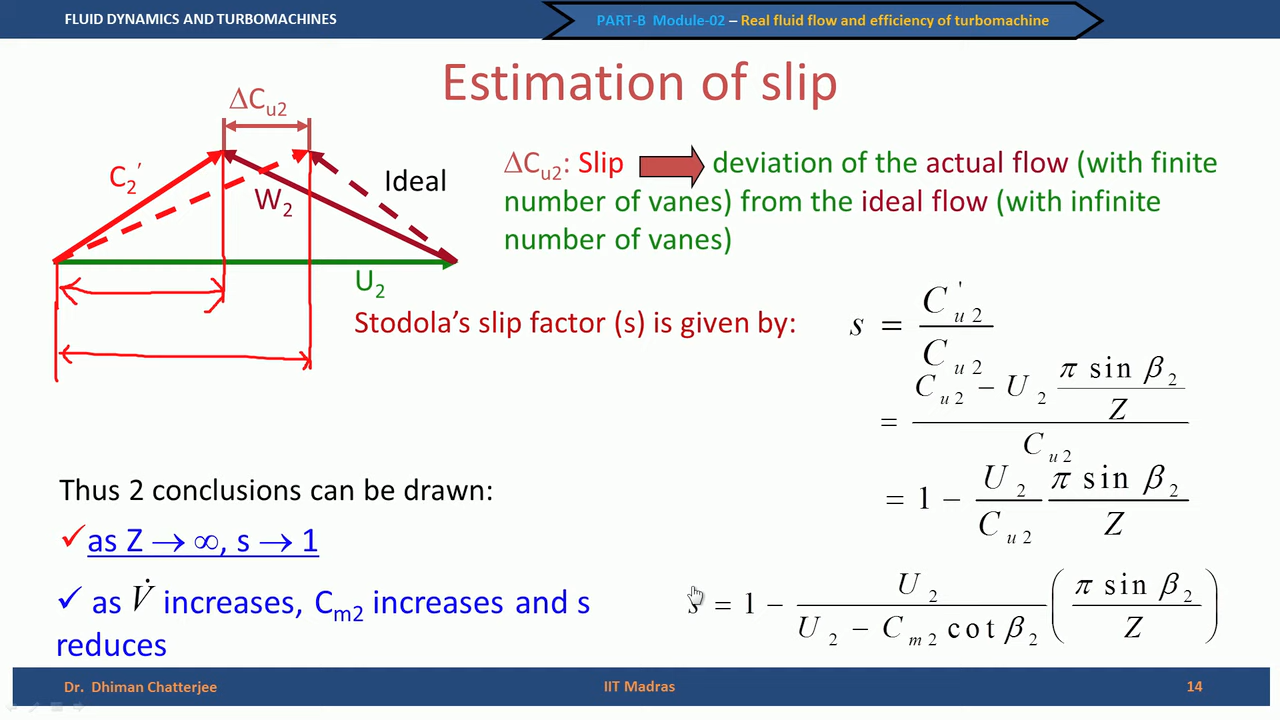 FLUID DYNAMICS AND TURBOMACHINES
PART-B Module-02 – Real fluid flow and efficiency of turbomachine
Estimation of slip
ΔCu2
C2′
W2
Ideal
U2
ΔCu2: Slip deviation of the actual flow (with finite
number of vanes) from the ideal flow (with infinite
number of vanes)
Stodola’s slip factor (s) is given by:
s = C'u2 / Cu2
= (Cu2 − U2 (π sin β2 / Z)) / Cu2
= 1 − (U2 / Cu2) (π sin β2 / Z)
Thus 2 conclusions can be drawn:
✓as Z → ∞, s → 1
✓ as V̇ increases, Cm2 increases and s
reduces
s = 1 − U2 / (U2 − Cm2 cot β2) (π sin β2 / Z)
Dr. Dhiman Chatterjee
IIT Madras
14